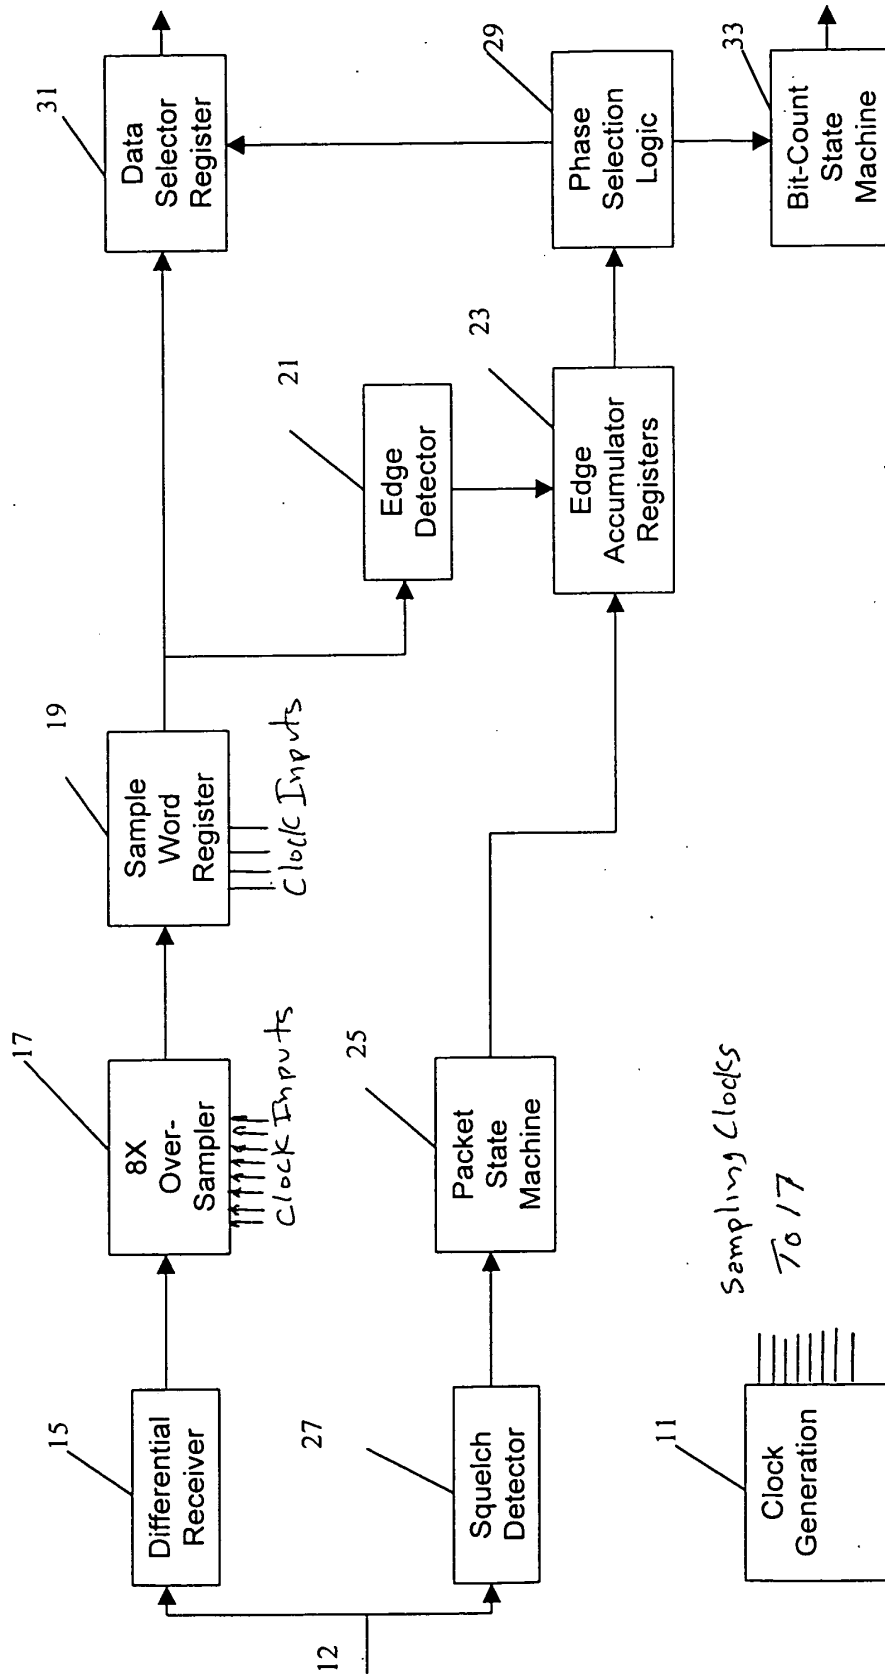 12
15
Differential
Receiver
17
8X
Over-
Sampler
Clock Inputs
19
Sample
Word
Register
Clock Inputs
31
Data
Selector
Register
21
Edge
Detector
27
Squelch
Detector
25
Packet
State
Machine
23
Edge
Accumulator
Registers
29
Phase
Selection
Logic
33
Bit-Count
State
Machine
11
Clock
Generation
Sampling Clocks
To 17